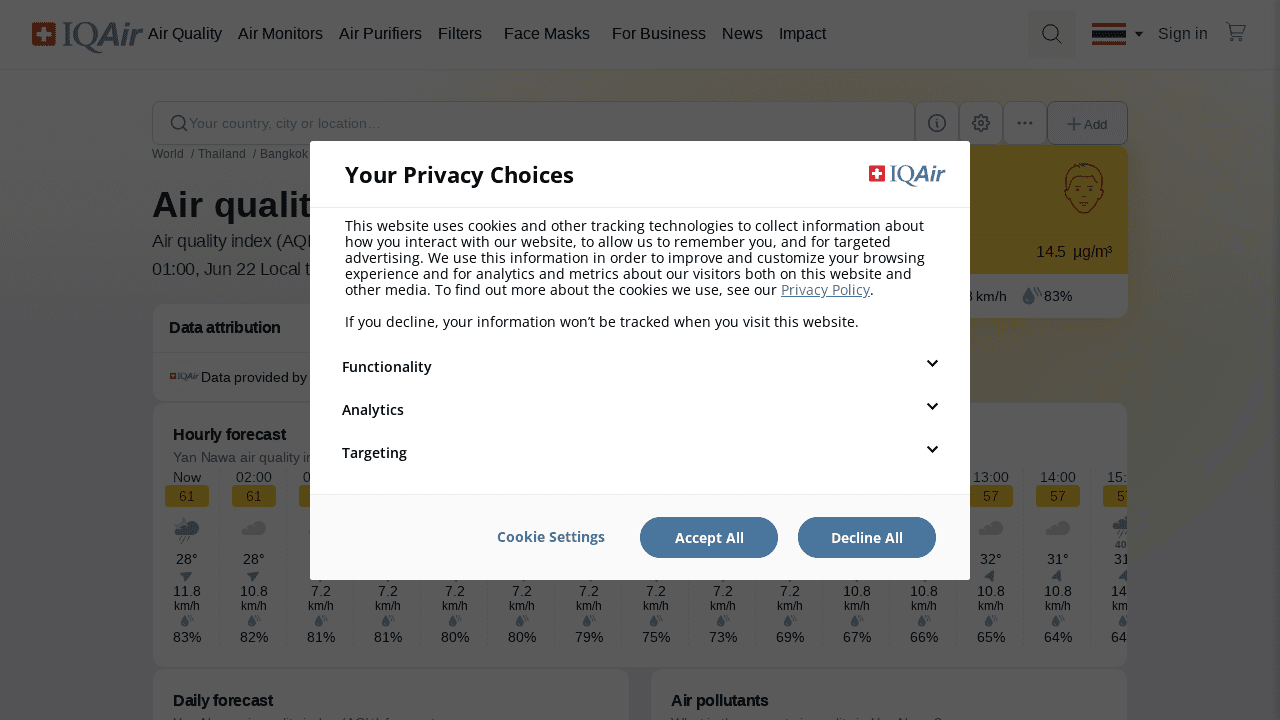 IQAir
Air Quality
Air Monitors
Air Purifiers
Filters
Face Masks
For Business
News
Impact
Sign in
Your country, city or location...
Add
World / Thailand / Bangkok
Air quali
Air quality index (AQ
01:00, Jun 22 Local t
14.5 µg/m³
km/h
83%
Data attribution
IQAir Data provided by
Your Privacy Choices
IQAir
This website uses cookies and other tracking technologies to collect information about
how you interact with our website, to allow us to remember you, and for targeted
advertising. We use this information in order to improve and customize your browsing
experience and for analytics and metrics about our visitors both on this website and
other media. To find out more about the cookies we use, see our Privacy Policy.
If you decline, your information won't be tracked when you visit this website.
Functionality
Analytics
Targeting
Cookie Settings
Accept All
Decline All
Hourly forecast
Yan Nawa air quality i
Now 02:00 13:00 14:00 15:
61 61 57 57 57
40
28° 28° 32° 31° 31
11.8 10.8 7.2 7.2 7.2 7.2 7.2 7.2 7.2 10.8 10.8 10.8 10.8 14
km/h km/h km/h km/h km/h km/h km/h km/h km/h km/h km/h km/h km/h km/h
83% 82% 81% 81% 80% 80% 79% 75% 73% 69% 67% 66% 65% 64% 64
Daily forecast
Air pollutants